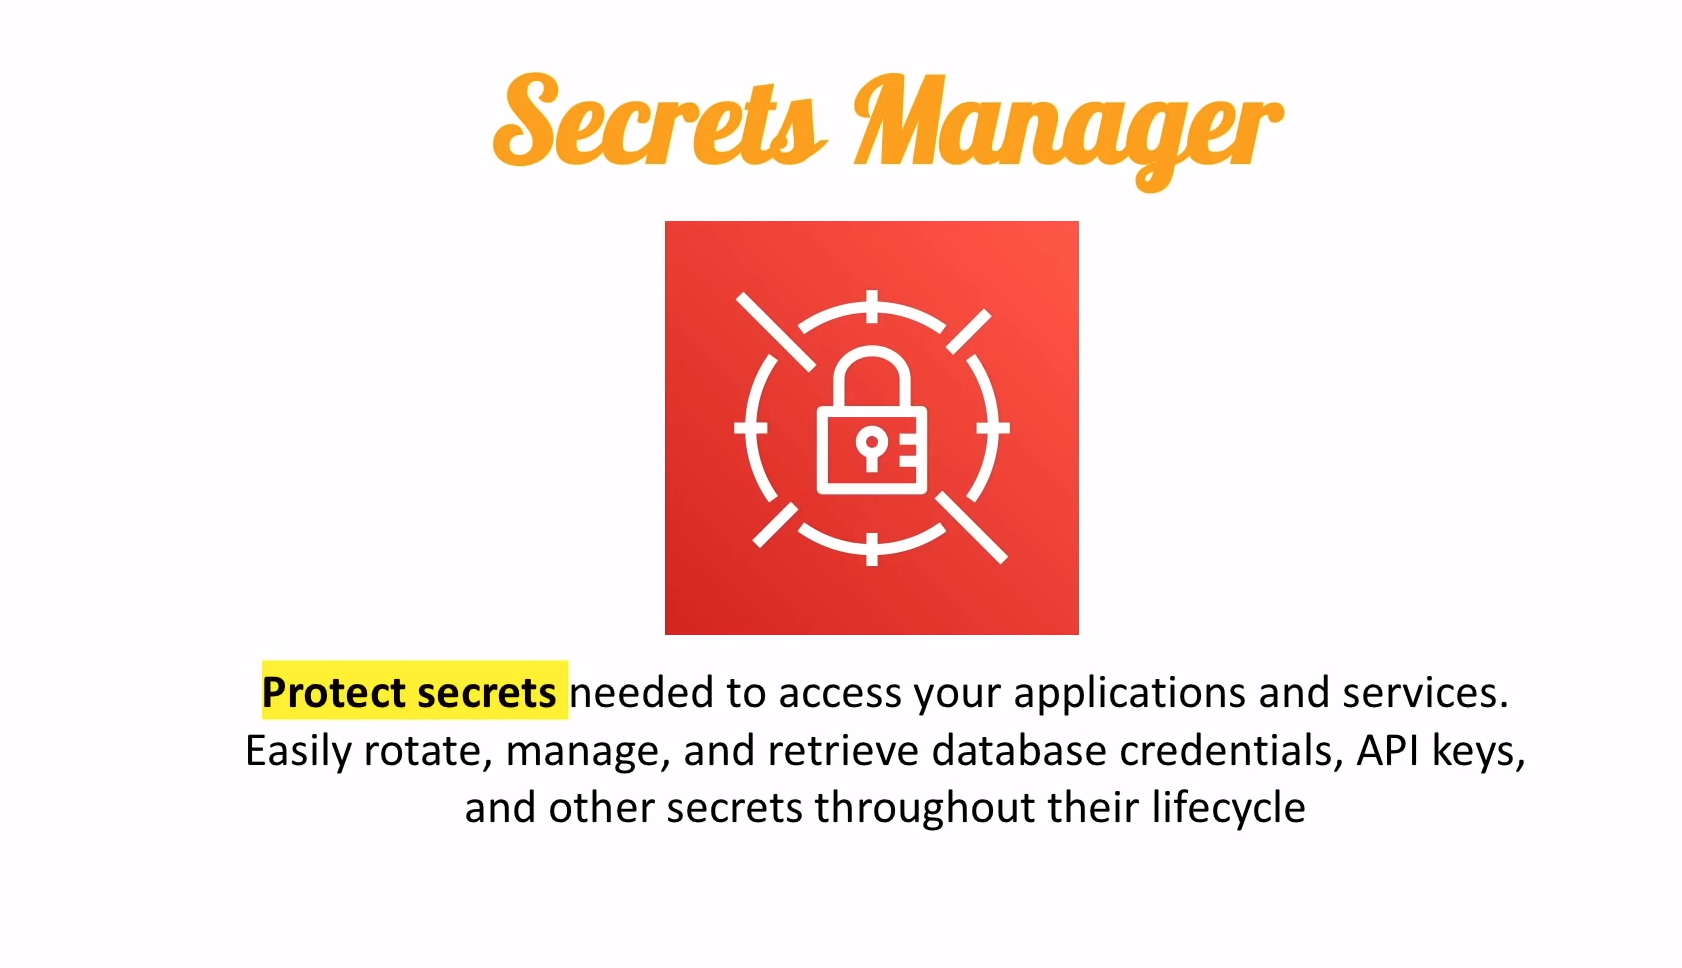 Secrets Manager
Protect secrets needed to access your applications and services.
Easily rotate, manage, and retrieve database credentials, API keys,
and other secrets throughout their lifecycle